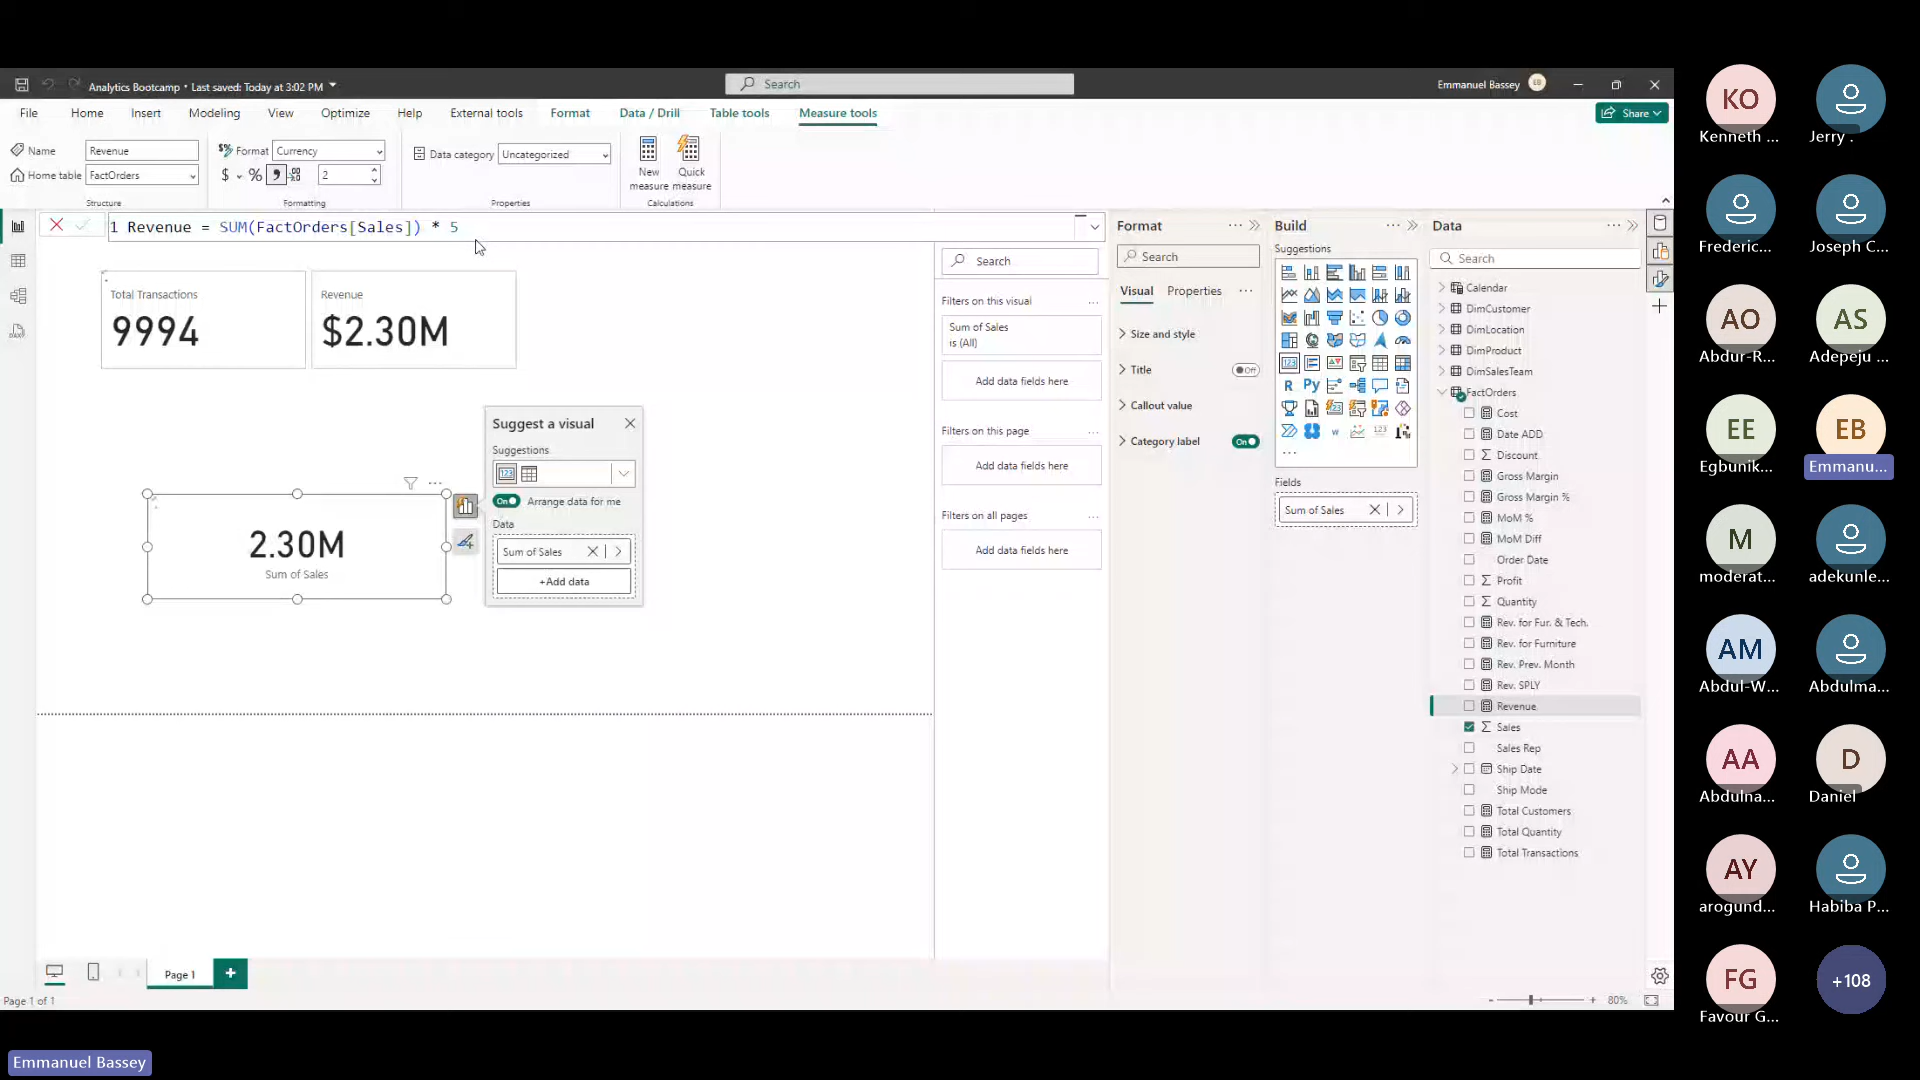 Analytics Bootcamp • Last saved: Today at 3:02 PM
Search
Emmanuel Bassey
EB
File
Home
Insert
Modeling
View
Optimize
Help
External tools
Format
Data / Drill
Table tools
Measure tools
Share
Name
Revenue
Format
Currency
Data category
Uncategorized
New measure
Quick measure
Home table
FactOrders
$
%
2
Structure
Formatting
Properties
Calculations
1 Revenue = SUM(FactOrders[Sales]) * 5
Total Transactions
9994
Revenue
$2.30M
2.30M
Sum of Sales
Suggest a visual
Suggestions
On
Arrange data for me
Data
Sum of Sales
+Add data
Search
Filters on this visual
Sum of Sales
is (All)
Add data fields here
Filters on this page
Add data fields here
Filters on all pages
Add data fields here
Format
Search
Visual
Properties
Size and style
Title
Off
Callout value
Category label
On
Build
Suggestions
R
Py
Fields
Sum of Sales
Data
Search
Calendar
DimCustomer
DimLocation
DimProduct
DimSalesTeam
FactOrders
Cost
Date ADD
Discount
Gross Margin
Gross Margin %
MoM %
MoM Diff
Order Date
Profit
Quantity
Rev. for Fur. & Tech.
Rev. for Furniture
Rev. Prev. Month
Rev. SPLY
Revenue
Sales
Sales Rep
Ship Date
Ship Mode
Total Customers
Total Quantity
Total Transactions
Page 1
Page 1 of 1
80%
KO
Kenneth ...
Jerry .
Frederic...
Joseph C...
AO
Abdur-R...
AS
Adepeju ...
EE
Egbunik...
EB
Emmanu...
M
moderat...
adekunle...
AM
Abdul-W...
Abdulma...
AA
Abdulna...
D
Daniel
AY
arogund...
Habiba P...
FG
Favour G...
+108
Emmanuel Bassey